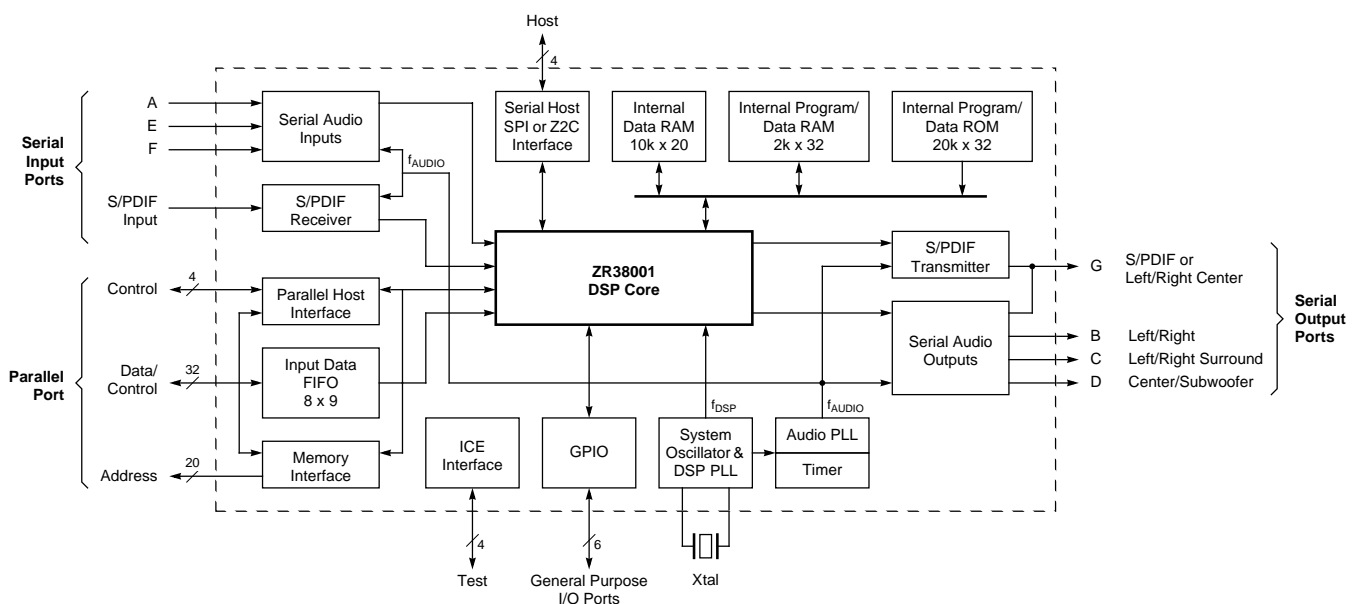 Host
4
A
E
F
Serial
Input
Ports
S/PDIF
Input
Serial Audio
Inputs
fAUDIO
S/PDIF
Receiver
Serial Host
SPI or Z2C
Interface
Internal
Data RAM
10k x 20
Internal Program/
Data RAM
2k x 32
Internal Program/
Data ROM
20k x 32
ZR38001
DSP Core
S/PDIF
Transmitter
G
S/PDIF or
Left/Right Center
Serial Audio
Outputs
B
Left/Right
C
Left/Right Surround
D
Center/Subwoofer
Serial
Output
Ports
Parallel
Port
Control
4
Parallel Host
Interface
Data/
Control
32
Input Data
FIFO
8 x 9
Address
20
Memory
Interface
ICE
Interface
GPIO
fDSP
System
Oscillator &
DSP PLL
fAUDIO
Audio PLL
Timer
4
Test
6
General Purpose
I/O Ports
Xtal